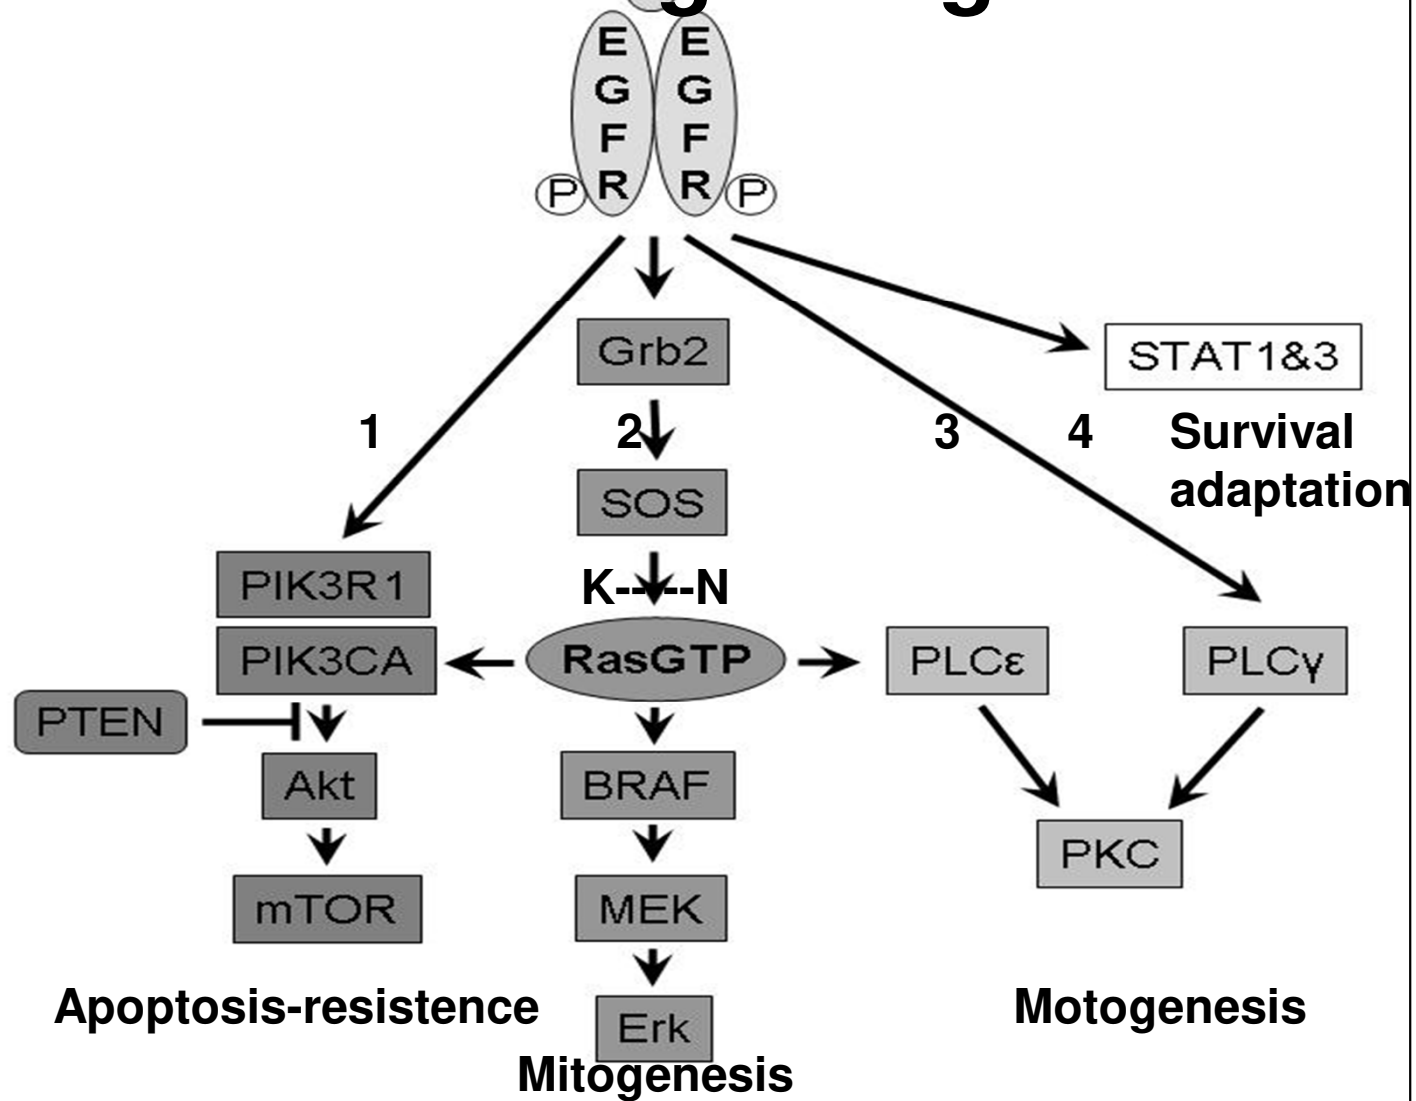 E
G
F
R
E
G
F
R
P
P
Grb2
STAT1&3
1
2
3
4
Survival
adaptation
SOS
PIK3R1
K-----N
PIK3CA
RasGTP
PLCε
PLCγ
PTEN
Akt
BRAF
PKC
mTOR
MEK
Apoptosis-resistence
Motogenesis
Erk
Mitogenesis